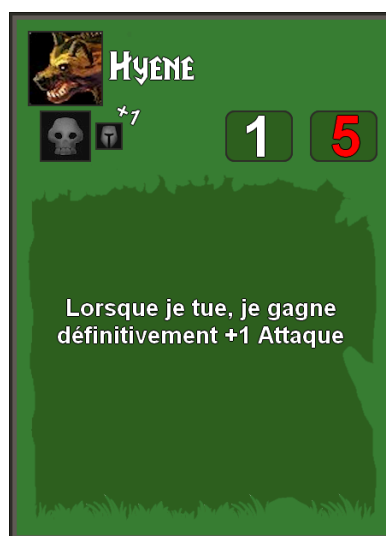 Hyene
+1
1 5
Lorsque je tue, je gagne
définitivement +1 Attaque